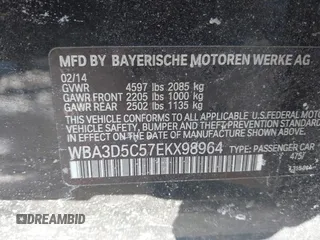 MFD BY BAYERISCHE MOTOREN WERKE AG
02/14
GVWR 4597 lbs 2085 kg
GAWR FRONT 2205 lbs 1000 kg
GAWR REAR 2502 lbs 1135 kg
THIS VEHICLE CONFORMS TO ALL APPLICABLE
FEDERAL MOTOR VEHICLE SAFETY, BUMPER AND
THEFT PREVENTION STANDARDS IN EFFECT ON THE
DATE OF MANUFACTURE SHOWN ABOVE.
WBA3D5C57EKX98964 TYPE: PASSENGER CAR
475/
DREAMBID